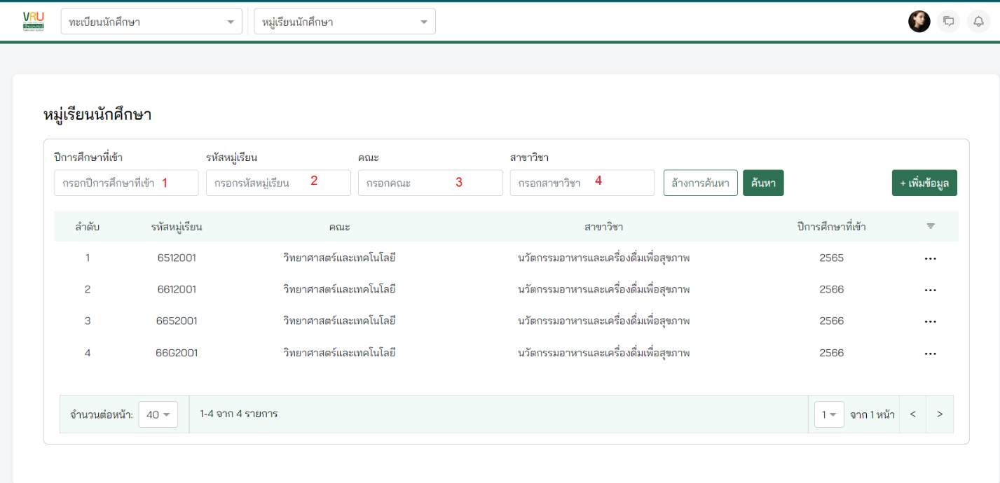 VRU
ทะเบียนนักศึกษา หมู่เรียนนักศึกษา
หมู่เรียนนักศึกษา
ปีการศึกษาที่เข้า รหัสหมู่เรียน คณะ สาขาวิชา
กรอกปีการศึกษาที่เข้า 1 กรอกรหัสหมู่เรียน 2 กรอกคณะ 3 กรอกสาขาวิชา 4 ล้างการค้นหา ค้นหา + เพิ่มข้อมูล
ลำดับ รหัสหมู่เรียน คณะ สาขาวิชา ปีการศึกษาที่เข้า
1 6512001 วิทยาศาสตร์และเทคโนโลยี นวัตกรรมอาหารและเครื่องดื่มเพื่อสุขภาพ 2565 ...
2 6612001 วิทยาศาสตร์และเทคโนโลยี นวัตกรรมอาหารและเครื่องดื่มเพื่อสุขภาพ 2566 ...
3 6652001 วิทยาศาสตร์และเทคโนโลยี นวัตกรรมอาหารและเครื่องดื่มเพื่อสุขภาพ 2566 ...
4 66G2001 วิทยาศาสตร์และเทคโนโลยี นวัตกรรมอาหารและเครื่องดื่มเพื่อสุขภาพ 2566 ...
จำนวนต่อหน้า: 40 1-4 จาก 4 รายการ 1 จาก 1 หน้า < >